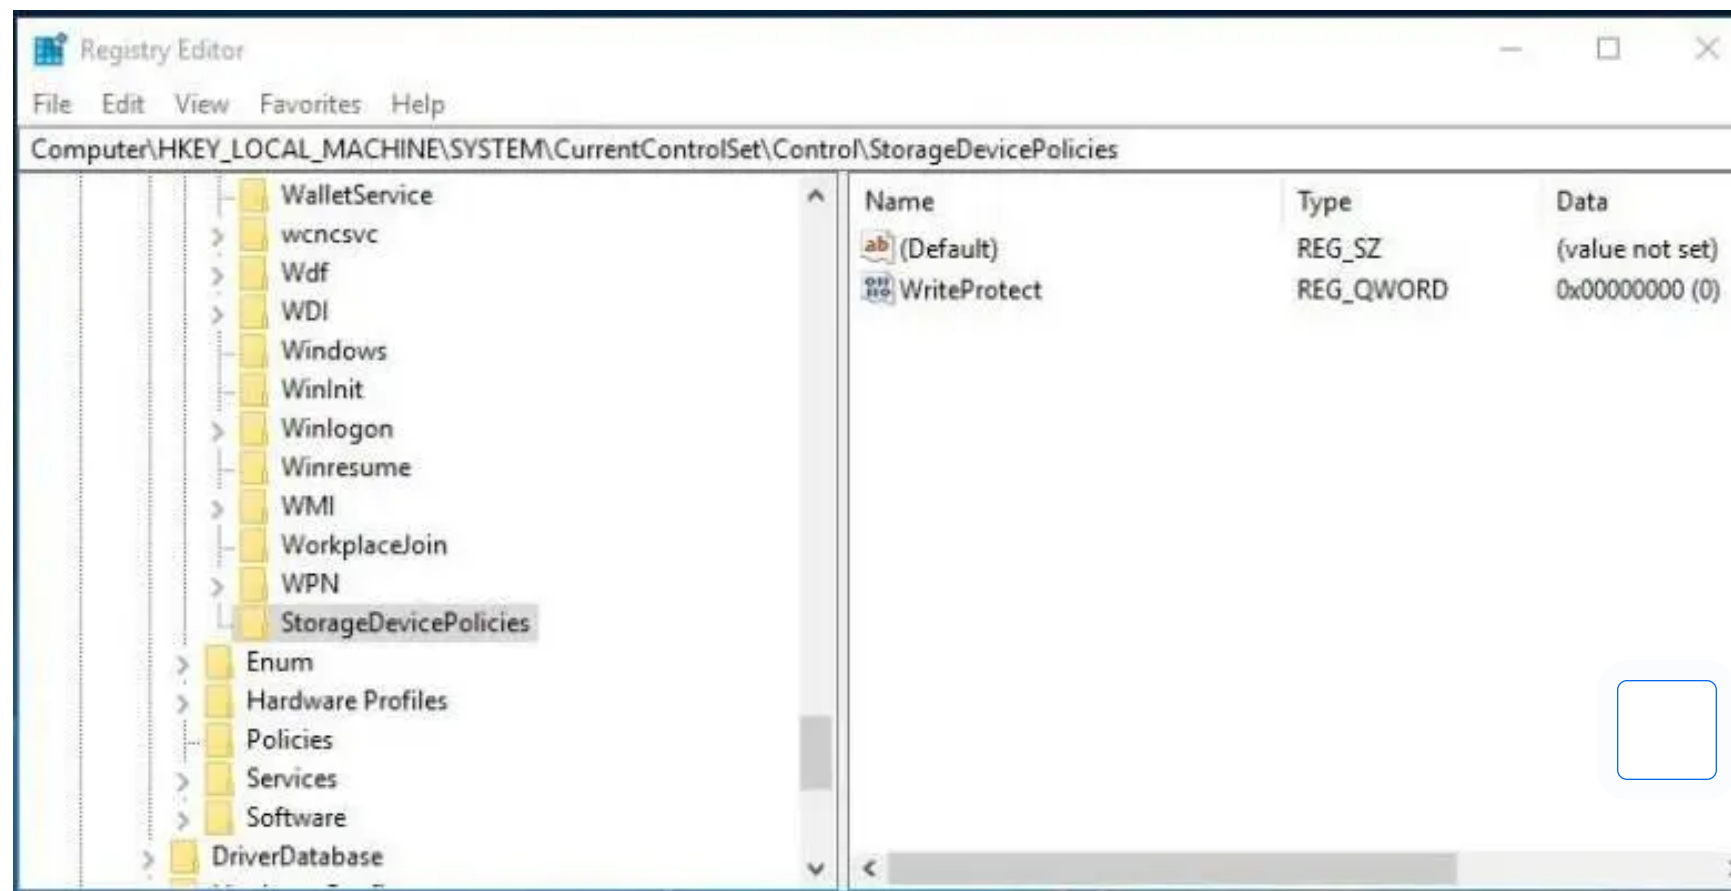 Registry Editor
File Edit View Favorites Help
Computer\HKEY_LOCAL_MACHINE\SYSTEM\CurrentControlSet\Control\StorageDevicePolicies
WalletService
wcncsvc
Wdf
WDI
Windows
WinInit
Winlogon
Winresume
WMI
WorkplaceJoin
WPN
StorageDevicePolicies
Enum
Hardware Profiles
Policies
Services
Software
DriverDatabase
Name Type Data
(Default) REG_SZ (value not set)
WriteProtect REG_QWORD 0x00000000 (0)